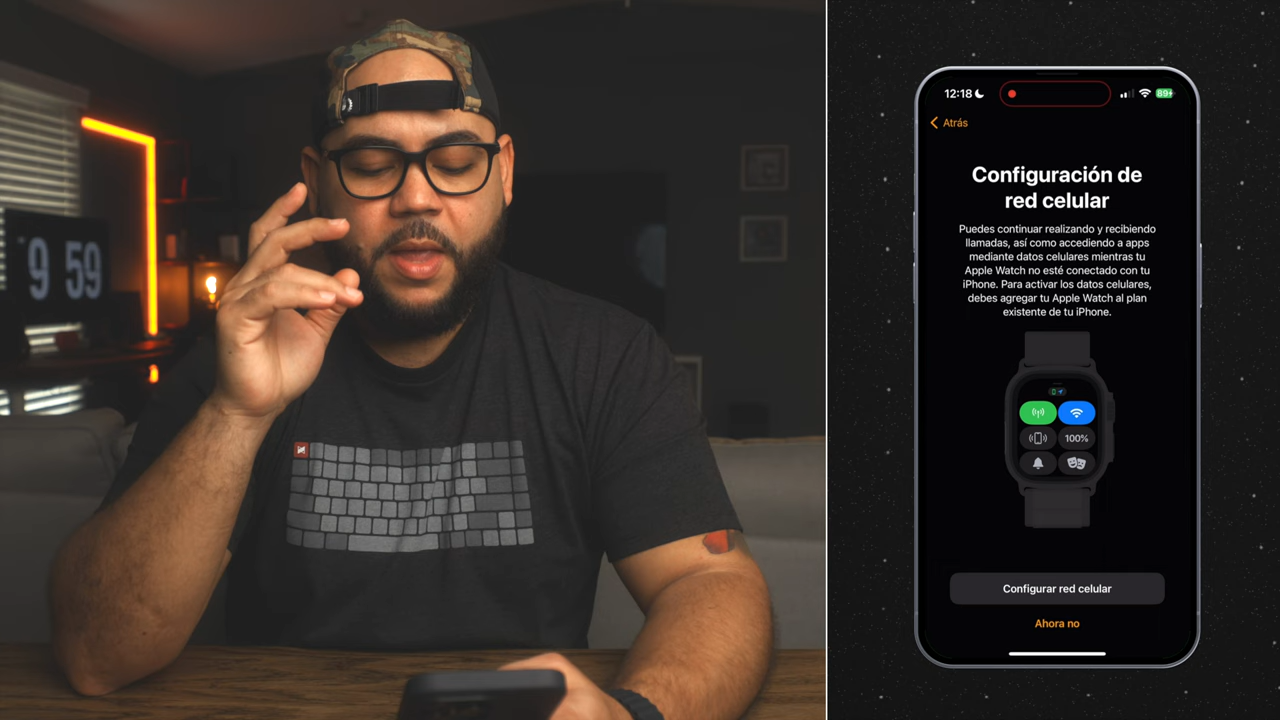 9 59
12:18
89
Atrás
Configuración de
red celular
Puedes continuar realizando y recibiendo
llamadas, así como accediendo a apps
mediante datos celulares mientras tu
Apple Watch no esté conectado con tu
iPhone. Para activar los datos celulares,
debes agregar tu Apple Watch al plan
existente de tu iPhone.
100%
Configurar red celular
Ahora no